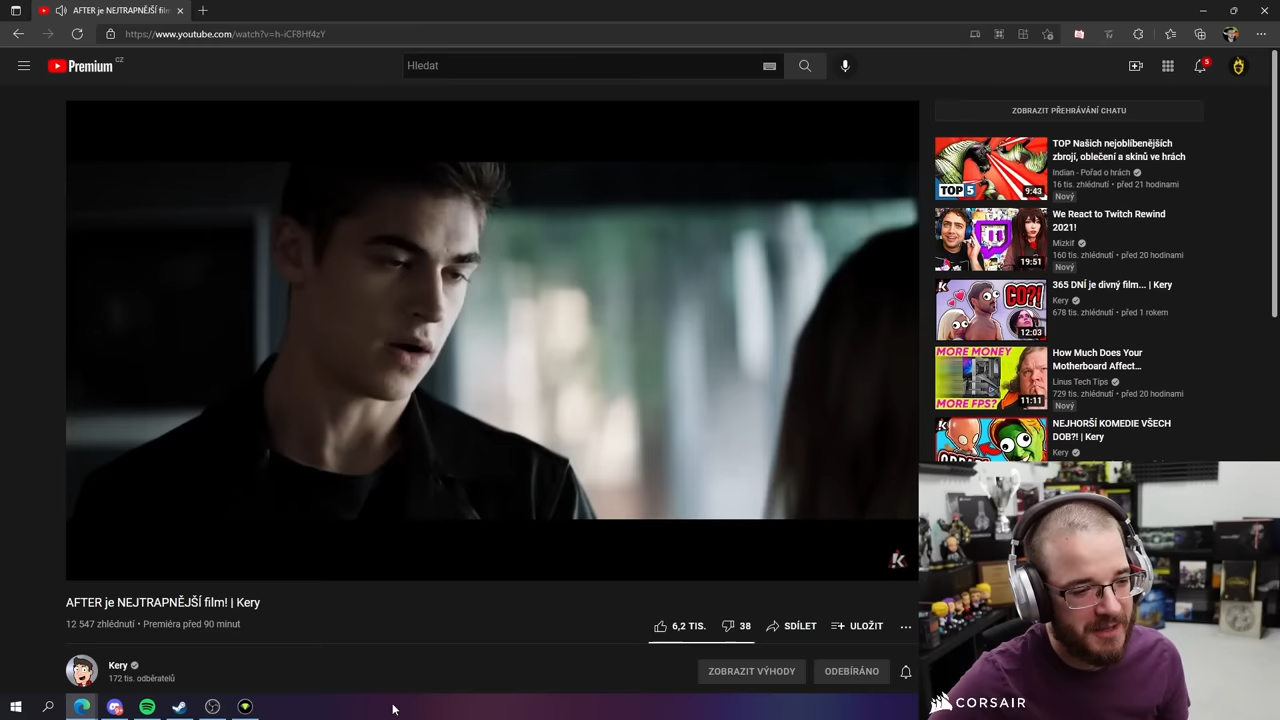 AFTER je NEJTRAPNĚJŠÍ film
https://www.youtube.com/watch?v=h-iCF8Hf4zY
Premium CZ
Hledat
5
ZOBRAZIT PŘEHRÁVÁNÍ CHATU
TOP 5
9:43
TOP Našich nejoblíbenějších
zbrojí, oblečení a skinů ve hrách
Indian - Pořad o hrách
16 tis. zhlédnutí • před 21 hodinami
Nový
19:51
We React to Twitch Rewind
2021!
Mizkif
160 tis. zhlédnutí • před 20 hodinami
Nový
CO?!
12:03
365 DNÍ je divný film... | Kery
Kery
678 tis. zhlédnutí • před 1 rokem
MORE MONEY
MORE FPS?
11:11
How Much Does Your
Motherboard Affect...
Linus Tech Tips
729 tis. zhlédnutí • před 20 hodinami
Nový
NEJHORŠÍ KOMEDIE VŠECH
DOB?! | Kery
Kery
AFTER je NEJTRAPNĚJŠÍ film! | Kery
12 547 zhlédnutí • Premiéra před 90 minut
6,2 TIS.
38
SDÍLET
ULOŽIT
Kery
172 tis. odběratelů
ZOBRAZIT VÝHODY
ODEBÍRÁNO
CORSAIR